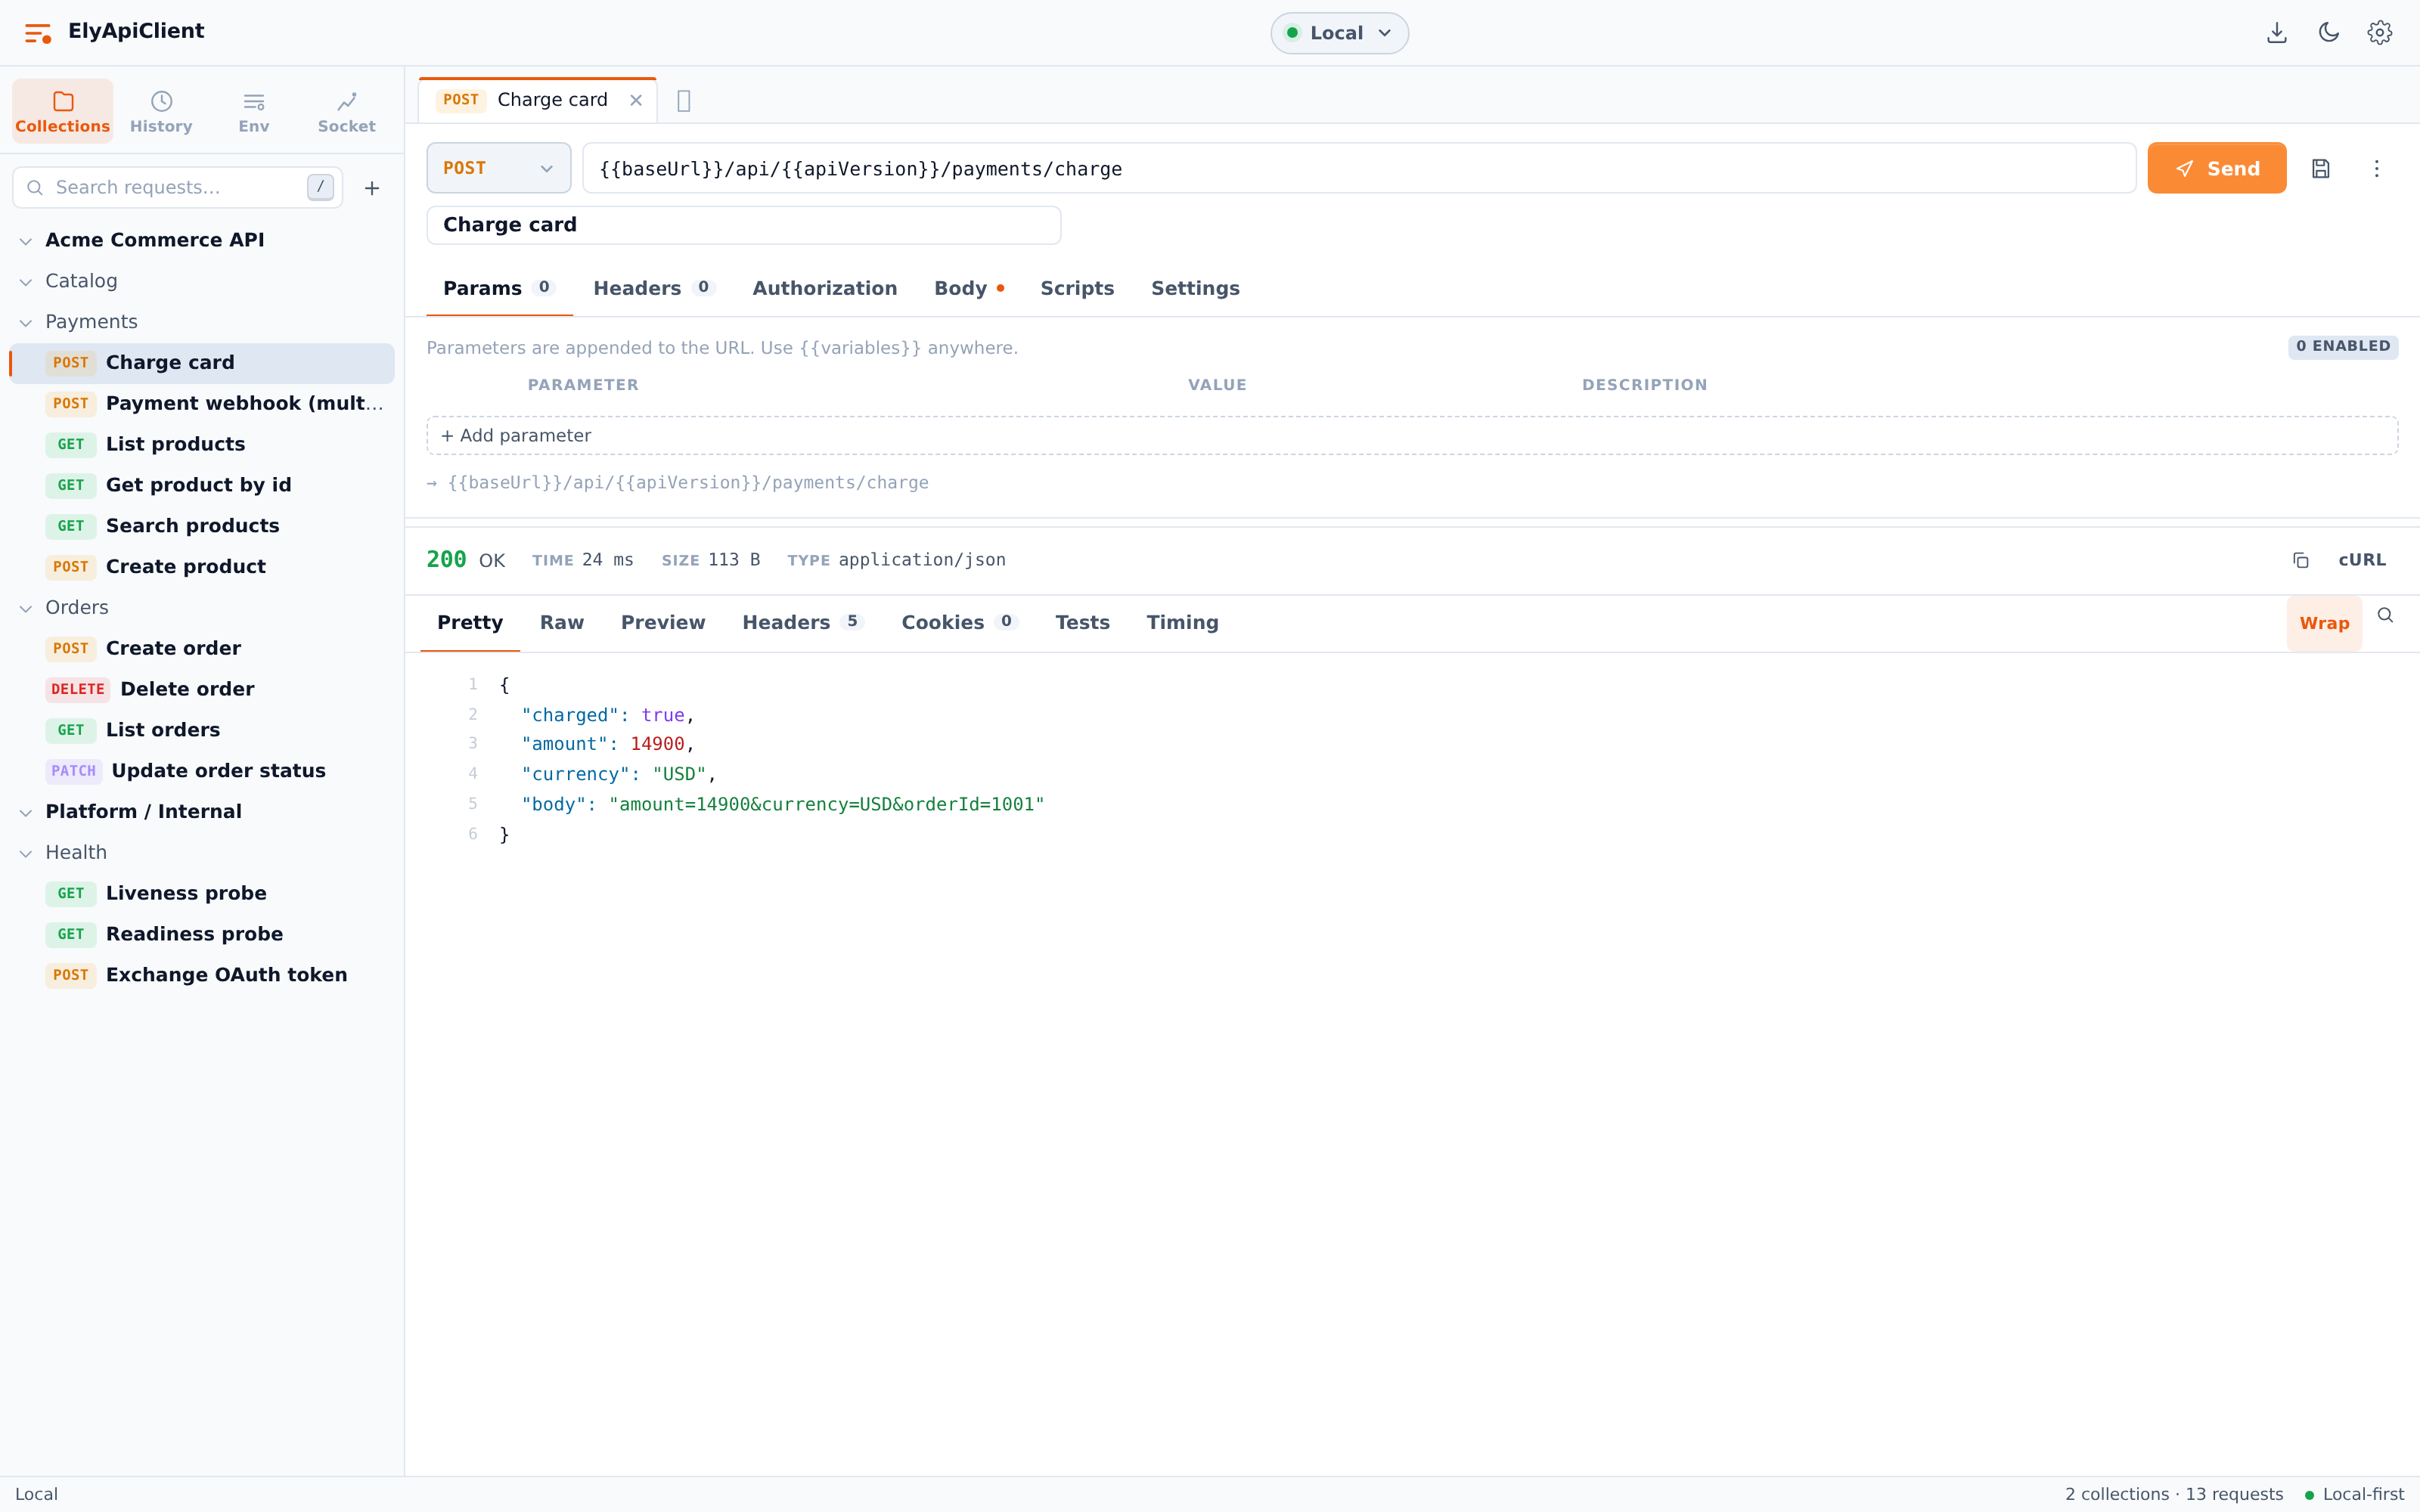 ElyApiClient
Local
Collections
History
Env
Socket
Search requests…
/
+
Acme Commerce API
Catalog
Payments
POST Charge card
POST Payment webhook (mult…
GET List products
GET Get product by id
GET Search products
POST Create product
Orders
POST Create order
DELETE Delete order
GET List orders
PATCH Update order status
Platform / Internal
Health
GET Liveness probe
GET Readiness probe
POST Exchange OAuth token
POST Charge card ✕
POST
{{baseUrl}}/api/{{apiVersion}}/payments/charge
Send
Charge card
Params 0 Headers 0 Authorization Body Scripts Settings
Parameters are appended to the URL. Use {{variables}} anywhere.
0 ENABLED
PARAMETER VALUE DESCRIPTION
+ Add parameter
→ {{baseUrl}}/api/{{apiVersion}}/payments/charge
200 OK TIME 24 ms SIZE 113 B TYPE application/json
cURL
Pretty Raw Preview Headers 5 Cookies 0 Tests Timing
Wrap
1 {
2 "charged": true,
3 "amount": 14900,
4 "currency": "USD",
5 "body": "amount=14900&currency=USD&orderId=1001"
6 }
Local
2 collections · 13 requests
Local-first